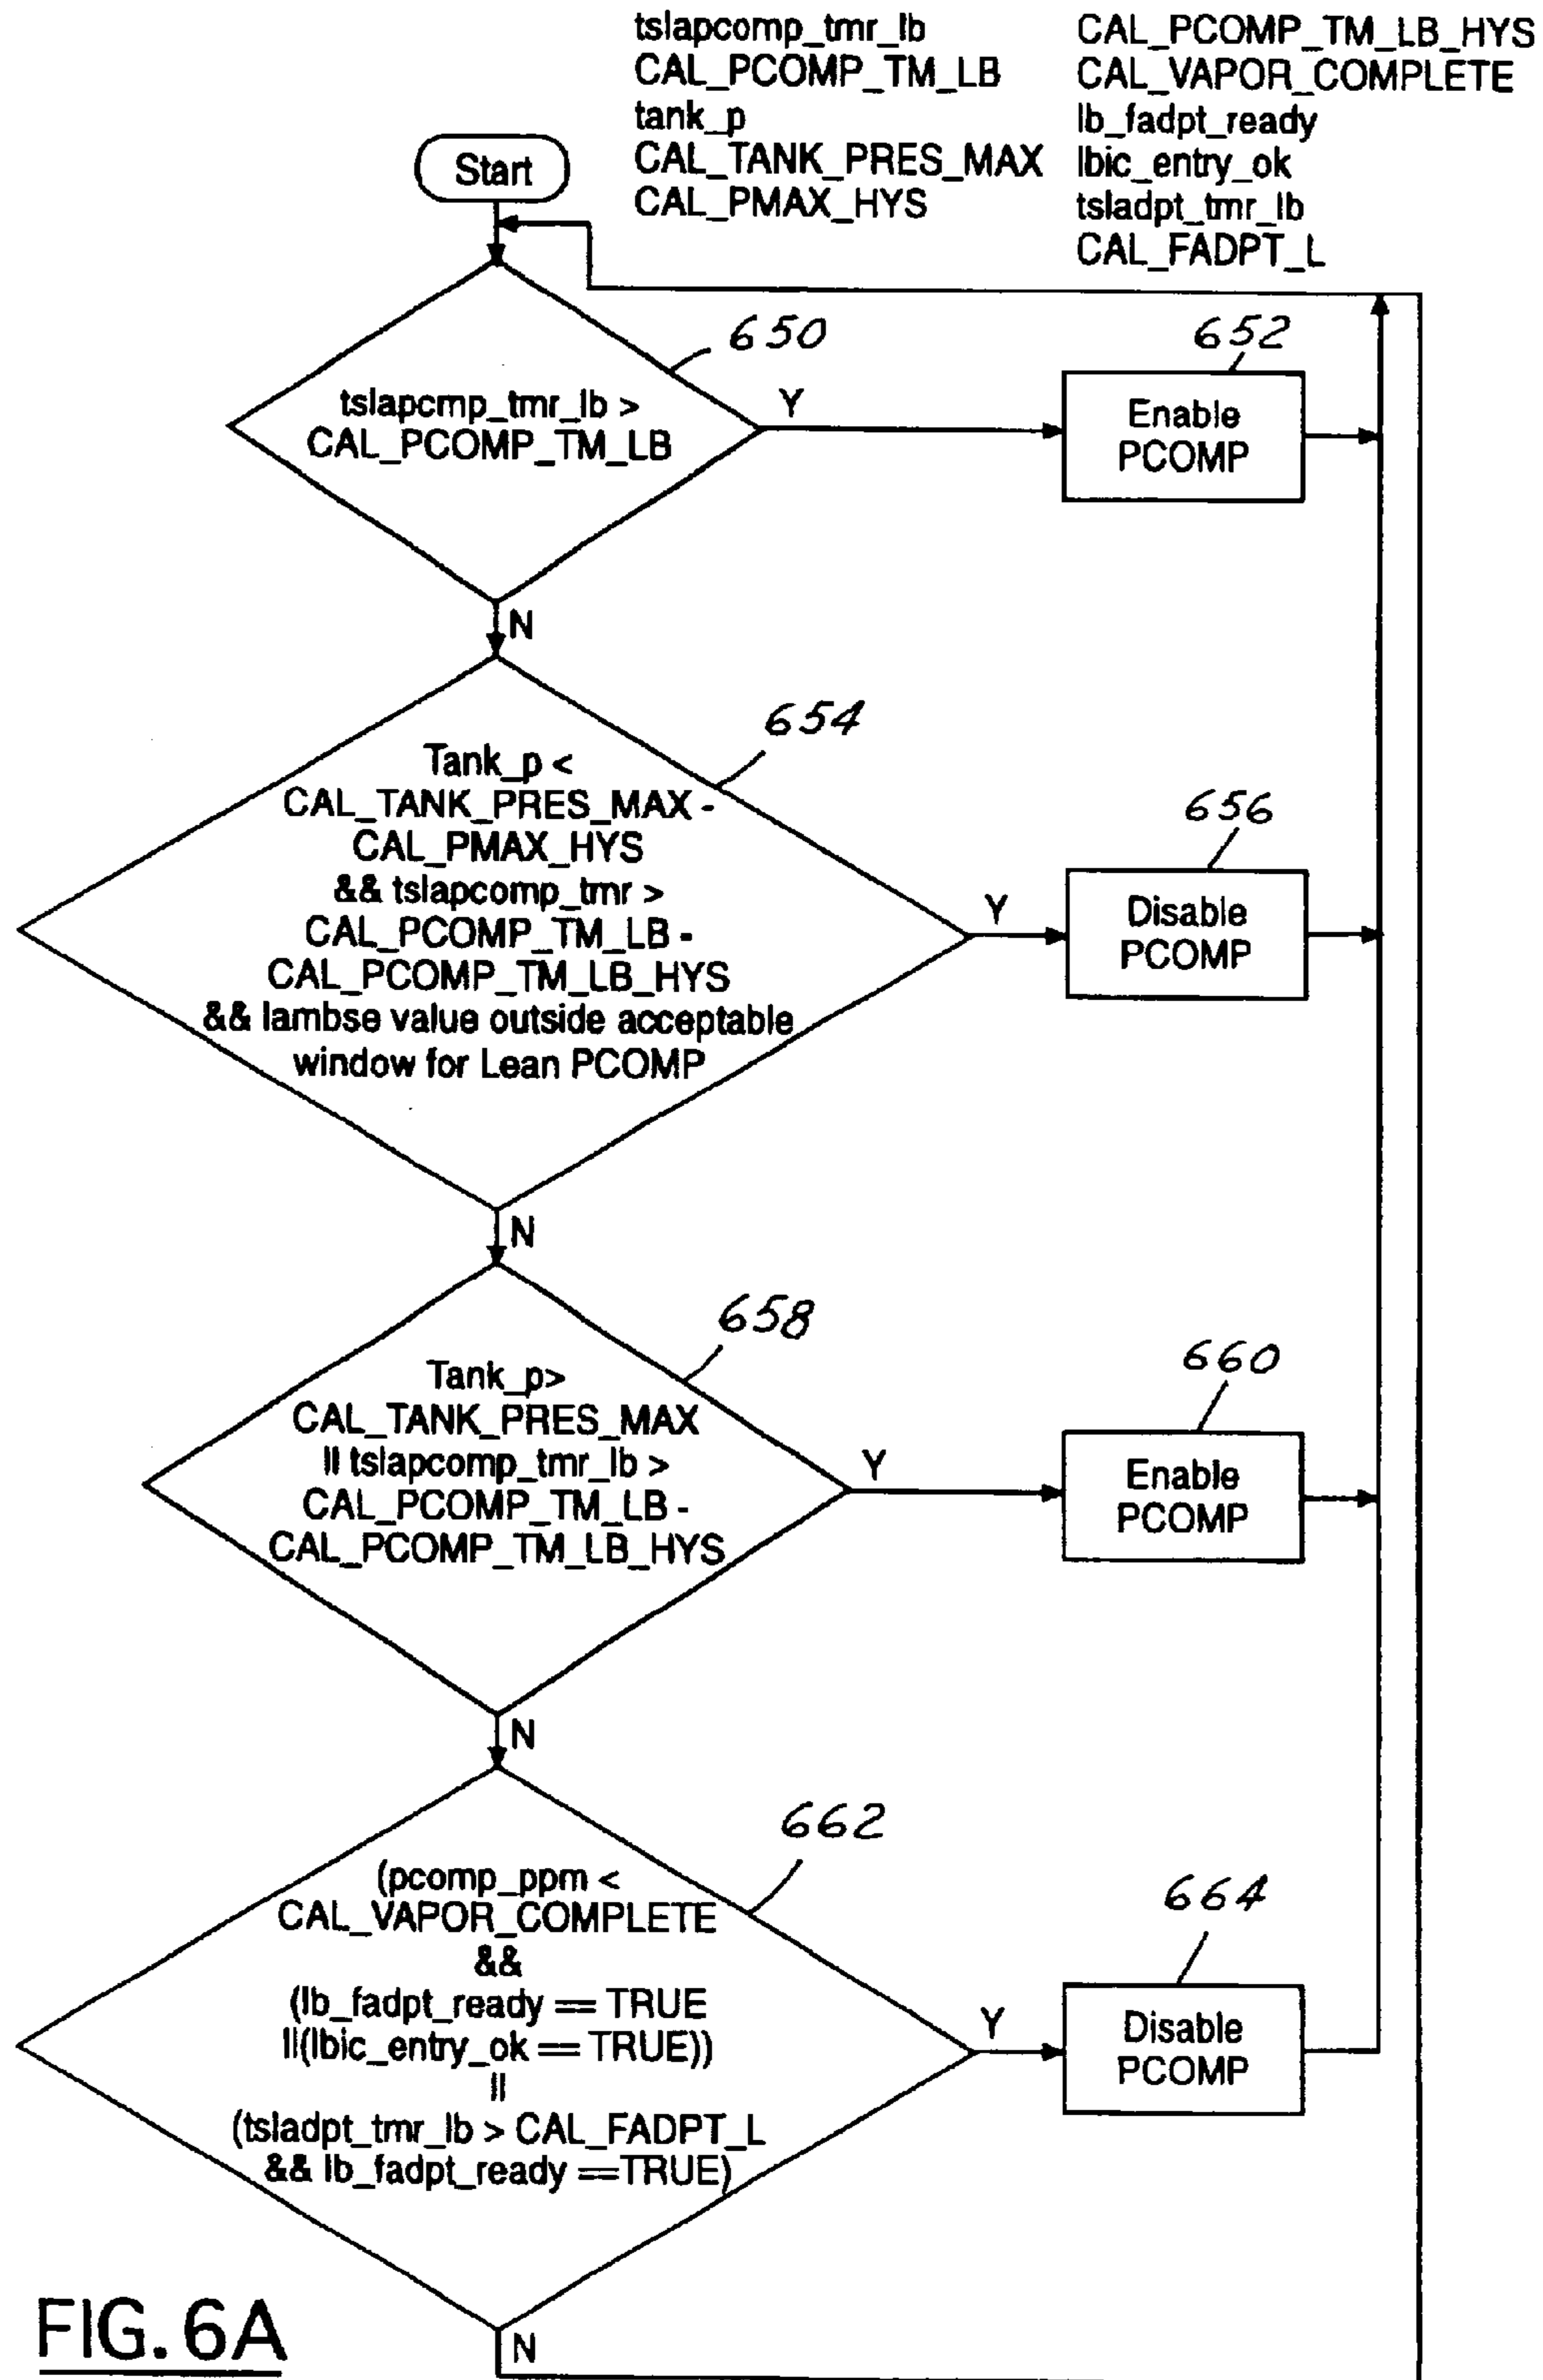 tslapcomp_tmr_lb
CAL_PCOMP_TM_LB
tank_p
CAL_TANK_PRES_MAX
CAL_PMAX_HYS
CAL_PCOMP_TM_LB_HYS
CAL_VAPOR_COMPLETE
lb_fadpt_ready
lbic_entry_ok
tsladpt_tmr_lb
CAL_FADPT_L
Start
650
tslapcmp_tmr_lb >
CAL_PCOMP_TM_LB
Y
652
Enable
PCOMP
N
654
Tank_p <
CAL_TANK_PRES_MAX -
CAL_PMAX_HYS
&& tslapcomp_tmr >
CAL_PCOMP_TM_LB -
CAL_PCOMP_TM_LB_HYS
&& lambse value outside acceptable
window for Lean PCOMP
Y
656
Disable
PCOMP
N
658
Tank_p>
CAL_TANK_PRES_MAX
|| tslapcomp_tmr_lb >
CAL_PCOMP_TM_LB -
CAL_PCOMP_TM_LB_HYS
Y
660
Enable
PCOMP
N
662
(pcomp_ppm <
CAL_VAPOR_COMPLETE
&&
(lb_fadpt_ready == TRUE
||(lbic_entry_ok == TRUE))
||
(tsladpt_tmr_lb > CAL_FADPT_L
&& lb_fadpt_ready ==TRUE)
Y
664
Disable
PCOMP
N
FIG. 6A